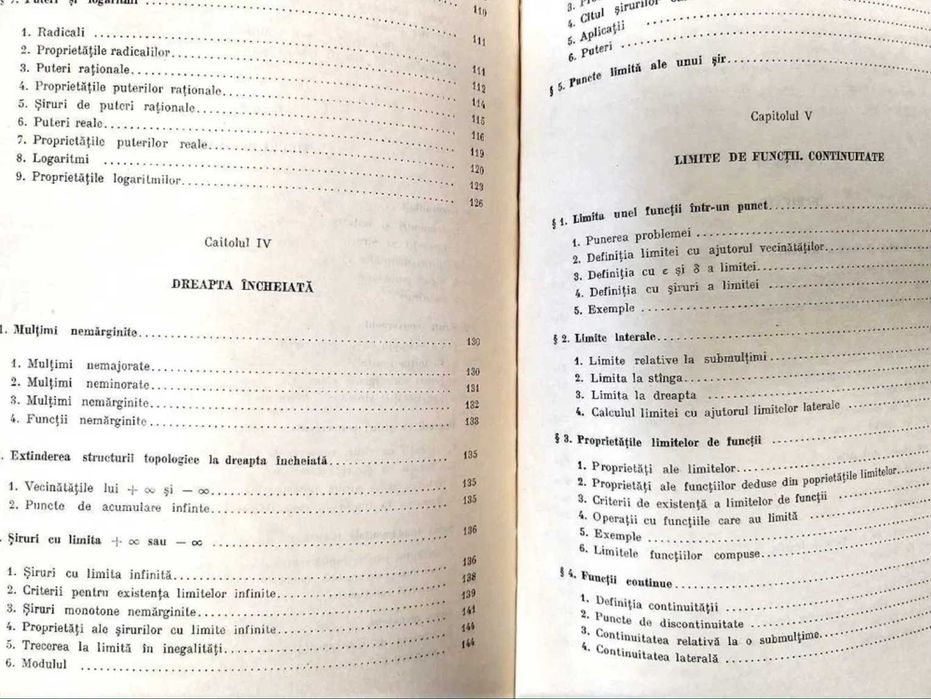 110
§ 7. Puteri și logaritmi ... 111
1. Radicali ... 111
2. Proprietățile radicalilor ... 112
3. Puteri raționale ... 114
4. Proprietățile puterilor raționale ... 115
5. Șiruri de puteri raționale ... 116
6. Puteri reale ... 119
7. Proprietățile puterilor reale ... 120
8. Logaritmi ... 123
9. Proprietățile logaritmilor ... 126
Caitolul IV
DREAPTA ÎNCHEIATĂ
1. Mulțimi nemărginite ... 130
1. Mulțimi nemajorate ... 130
2. Mulțimi neminorate ... 131
3. Mulțimi nemărginite ... 132
4. Funcții nemărginite ... 133
. Extinderea structurii topologice la dreapta încheiată ... 135
1. Vecinătățile lui + ∞ și — ∞ ... 135
2. Puncte de acumulare infinte ... 135
. Șiruri cu limita + ∞ sau — ∞ ... 136
1. Șiruri cu limita infinită ... 136
2. Criterii pentru existența limitelor infinite ... 138
3. Șiruri monotone nemărginite ... 139
4. Proprietăți ale șirurilor cu limite infinite ... 141
5. Trecerea la limită în inegalități ... 144
6. Modulul ... 144
4. Cîtul șirurilor
5. Aplicații
6. Puteri
§ 5. Puncte limită ale unui șir
Capitolul V
LIMITE DE FUNCȚII. CONTINUITATE
§ 1. Limita unei funcții într-un punct
1. Punerea problemei
2. Definiția limitei cu ajutorul vecinătăților
3. Definiția cu ε și δ a limitei
4. Definiția cu șiruri a limitei
5. Exemple
§ 2. Limite laterale
1. Limite relative la submulțimi
2. Limita la stînga
3. Limita la dreapta
4. Calculul limitei cu ajutorul limitelor laterale
§ 3. Proprietățile limitelor de funcții
1. Proprietăți ale limitelor
2. Proprietăți ale funcțiilor deduse din poprietățile limitelor
3. Criterii de existență a limitelor de funcții
4. Operații cu funcțiile care au limită
5. Exemple
6. Limitele funcțiilor compuse
§ 4. Funcții continue
1. Definiția continuității
2. Puncte de discontinuitate
3. Continuitatea relativă la o submulțime
4. Continuitatea laterală